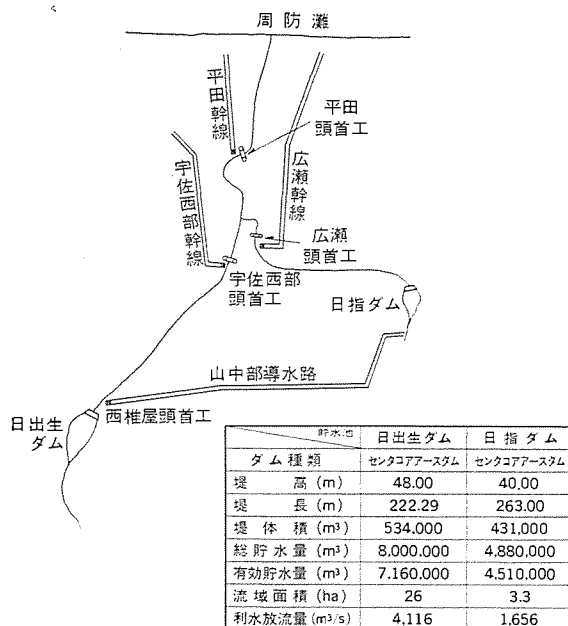 周防灘
平田幹線
平田
頭首工
宇佐西部幹線
広瀬幹線
広瀬
頭首工
宇佐西部
頭首工
日指ダム
山中部導水路
西椎屋頭首工
日出生
ダム
貯水池 日出生ダム 日指ダム
ダム種類 センタコアアースダム センタコアアースダム
堤高(m) 48.00 40.00
堤長(m) 222.29 263.00
堤体積(m³) 534.000 431,000
総貯水量(m³) 8.000.000 4,880.000
有効貯水量(m³) 7.160.000 4.510.000
流域面積(ha) 26 3.3
利水放流量(m³/s) 4,116 1,656